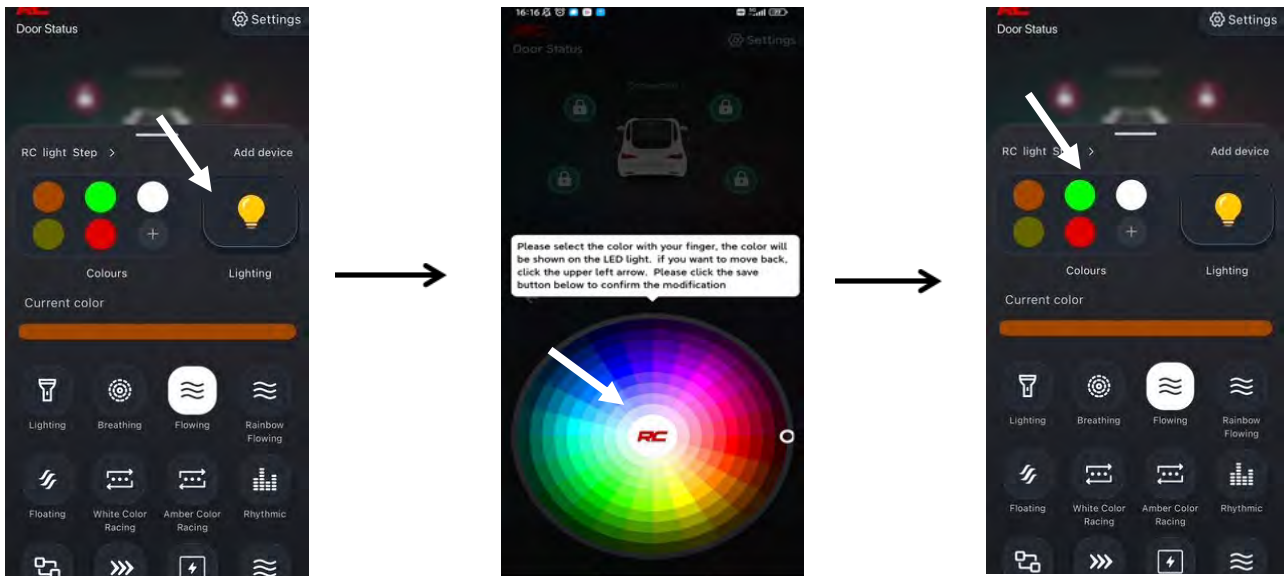 RC
Door Status
Settings
RC light Step >
Add device
Colours
Lighting
Current color
Lighting
Breathing
Flowing
Rainbow
Flowing
Floating
White Color
Racing
Amber Color
Racing
Rhythmic
16:16
RC
Door Status
Settings
Please select the color with your finger, the color will
be shown on the LED light. if you want to move back,
click the upper left arrow. Please click the save
button below to confirm the modification
RC
RC
Door Status
Settings
RC light >
Add device
Colours
Lighting
Current color
Lighting
Breathing
Flowing
Rainbow
Flowing
Floating
White Color
Racing
Amber Color
Racing
Rhythmic